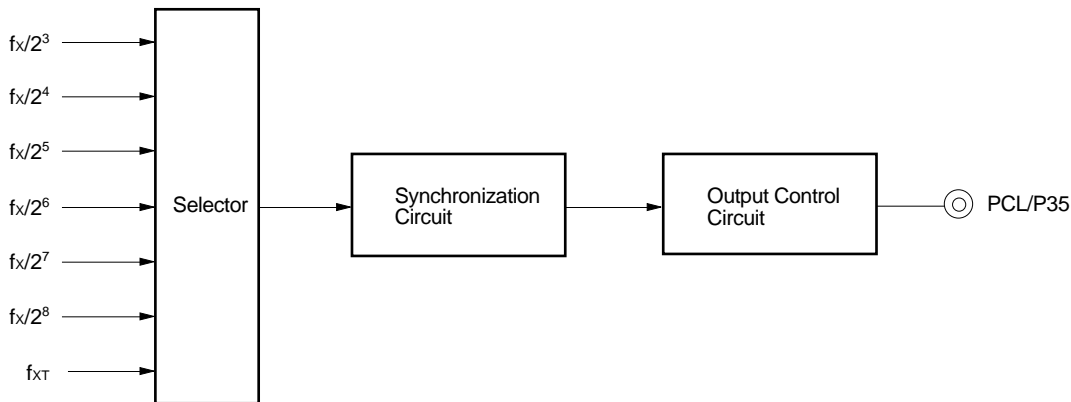 fX/2³
fX/2⁴
fX/2⁵
fX/2⁶
fX/2⁷
fX/2⁸
fXT
Selector
Synchronization
Circuit
Output Control
Circuit
PCL/P35